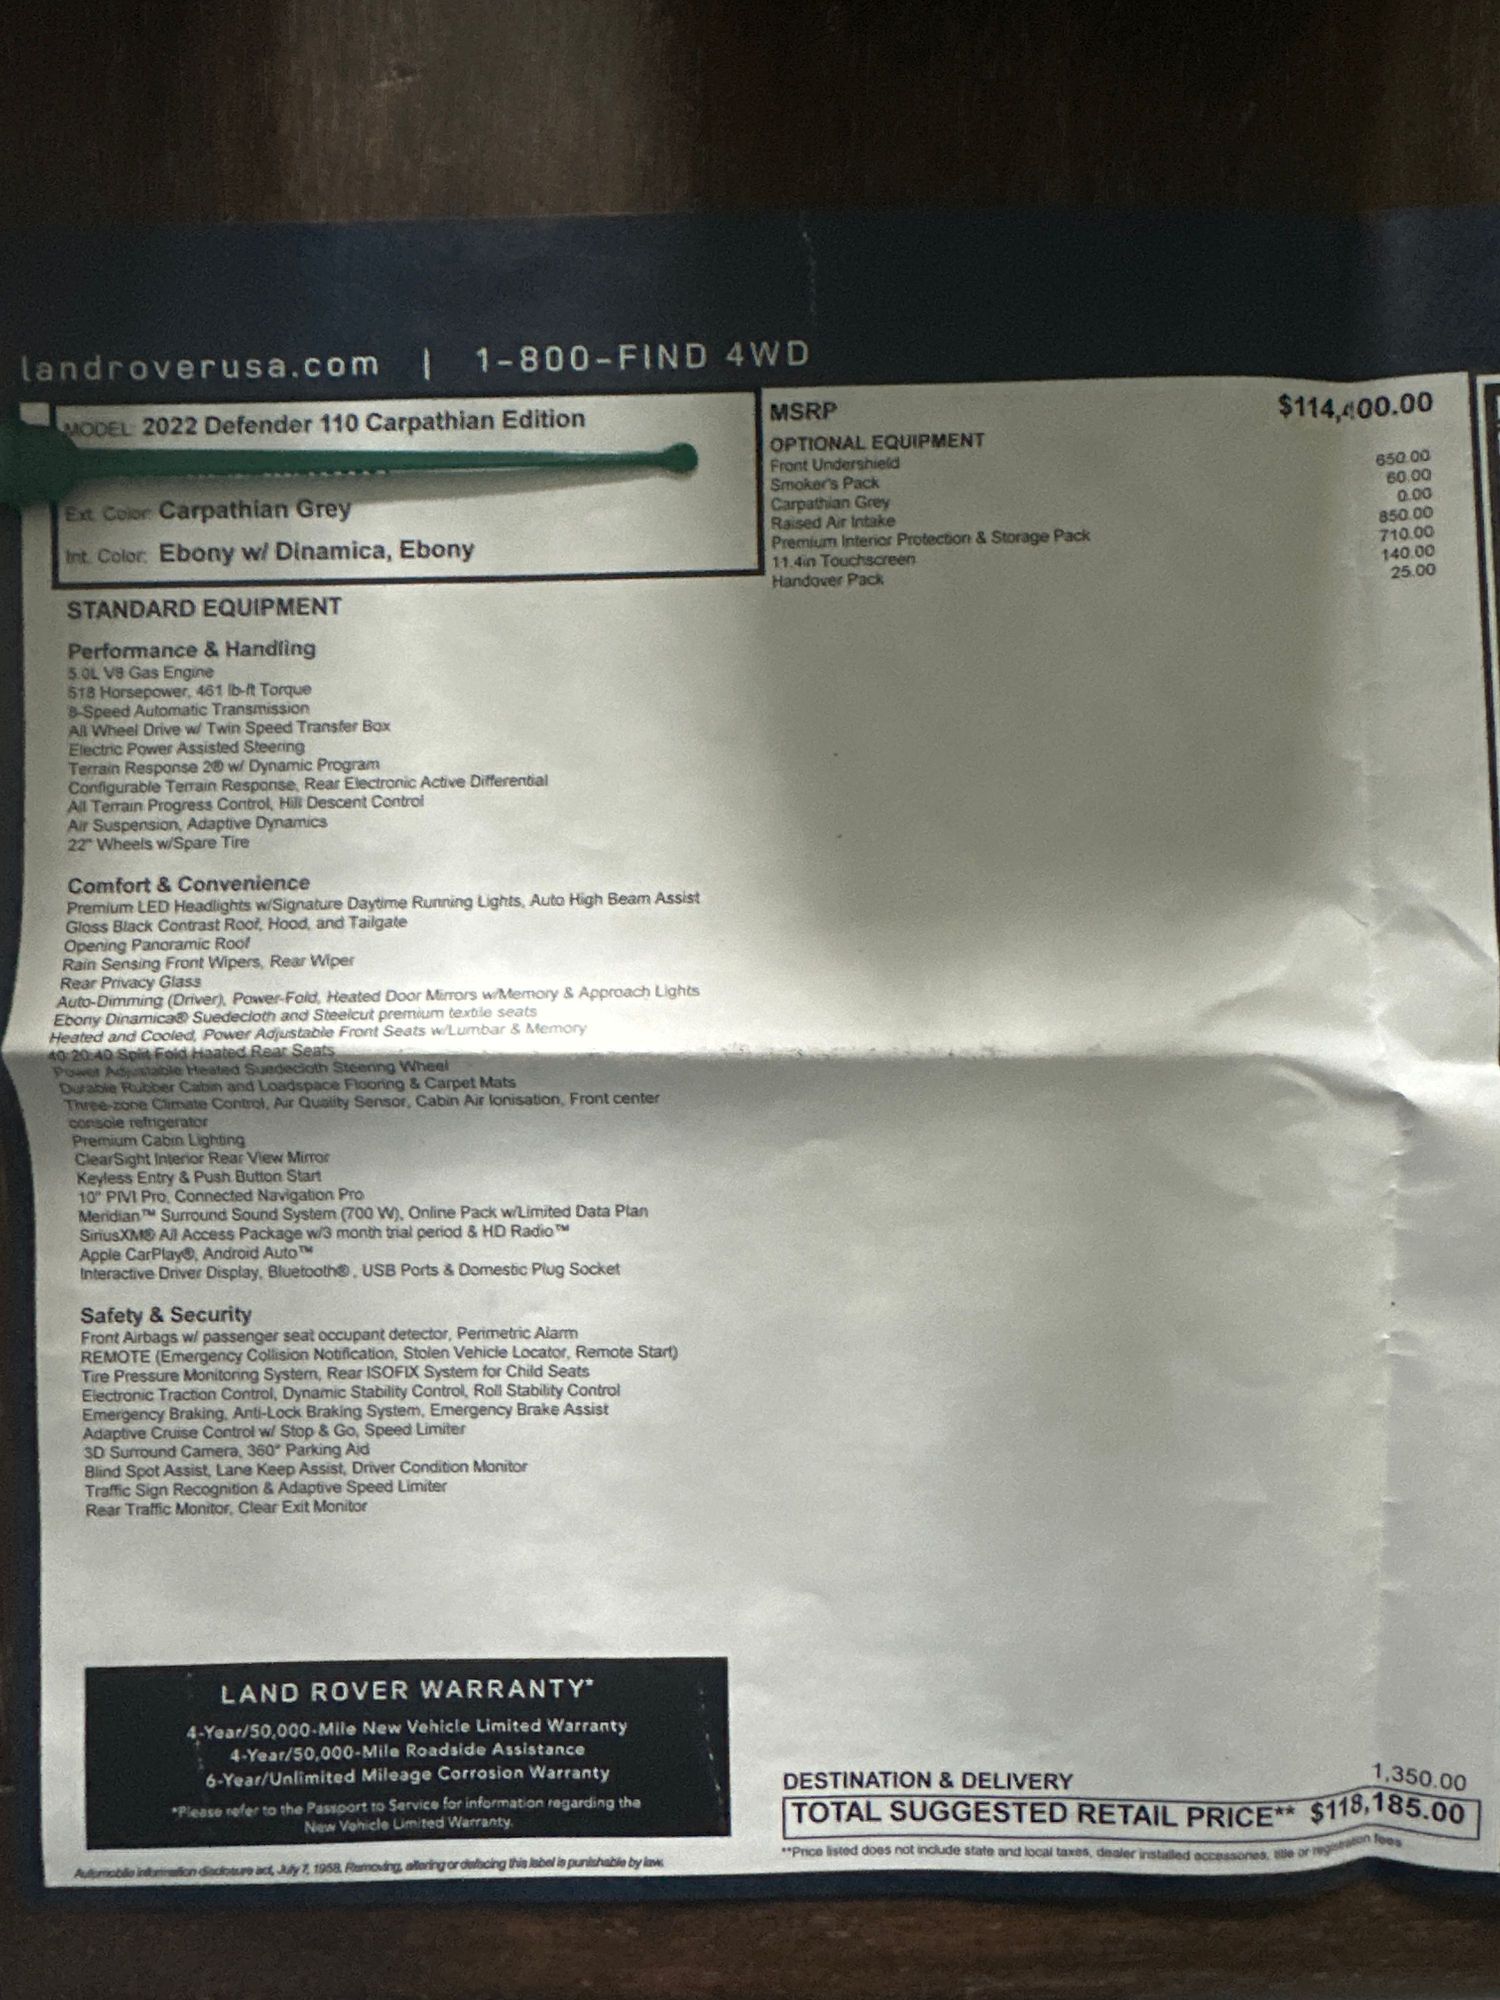 landroverusa.com | 1-800-FIND 4WD
MODEL: 2022 Defender 110 Carpathian Edition
Ext. Color: Carpathian Grey
Int. Color: Ebony w/ Dinamica, Ebony
STANDARD EQUIPMENT
Performance & Handling
5.0L V8 Gas Engine
518 Horsepower, 461 lb-ft Torque
8-Speed Automatic Transmission
All Wheel Drive w/ Twin Speed Transfer Box
Electric Power Assisted Steering
Terrain Response 2® w/ Dynamic Program
Configurable Terrain Response, Rear Electronic Active Differential
All Terrain Progress Control, Hill Descent Control
Air Suspension, Adaptive Dynamics
22" Wheels w/Spare Tire
Comfort & Convenience
Premium LED Headlights w/Signature Daytime Running Lights, Auto High Beam Assist
Gloss Black Contrast Roof, Hood, and Tailgate
Opening Panoramic Roof
Rain Sensing Front Wipers, Rear Wiper
Rear Privacy Glass
Auto-Dimming (Driver), Power-Fold, Heated Door Mirrors w/Memory & Approach Lights
Ebony Dinamica® Suedecloth and Steelcut premium textile seats
Heated and Cooled, Power Adjustable Front Seats w/Lumbar & Memory
40:20:40 Split Fold Heated Rear Seats
Power Adjustable Heated Suedecloth Steering Wheel
Durable Rubber Cabin and Loadspace Flooring & Carpet Mats
Three-zone Climate Control, Air Quality Sensor, Cabin Air Ionisation, Front center
console refrigerator
Premium Cabin Lighting
ClearSight Interior Rear View Mirror
Keyless Entry & Push Button Start
10" PIVI Pro, Connected Navigation Pro
Meridian™ Surround Sound System (700 W), Online Pack w/Limited Data Plan
SiriusXM® All Access Package w/3 month trial period & HD Radio™
Apple CarPlay®, Android Auto™
Interactive Driver Display, Bluetooth®, USB Ports & Domestic Plug Socket
Safety & Security
Front Airbags w/ passenger seat occupant detector, Perimetric Alarm
REMOTE (Emergency Collision Notification, Stolen Vehicle Locator, Remote Start)
Tire Pressure Monitoring System, Rear ISOFIX System for Child Seats
Electronic Traction Control, Dynamic Stability Control, Roll Stability Control
Emergency Braking, Anti-Lock Braking System, Emergency Brake Assist
Adaptive Cruise Control w/ Stop & Go, Speed Limiter
3D Surround Camera, 360° Parking Aid
Blind Spot Assist, Lane Keep Assist, Driver Condition Monitor
Traffic Sign Recognition & Adaptive Speed Limiter
Rear Traffic Monitor, Clear Exit Monitor
LAND ROVER WARRANTY*
4-Year/50,000-Mile New Vehicle Limited Warranty
4-Year/50,000-Mile Roadside Assistance
6-Year/Unlimited Mileage Corrosion Warranty
*Please refer to the Passport to Service for information regarding the
New Vehicle Limited Warranty.
Automobile information disclosure act, July 7, 1958. Removing, altering or defacing this label is punishable by law.
MSRP $114,400.00
OPTIONAL EQUIPMENT
Front Undershield 650.00
Smoker's Pack 60.00
Carpathian Grey 0.00
Raised Air Intake 850.00
Premium Interior Protection & Storage Pack 710.00
11.4in Touchscreen 140.00
Handover Pack 25.00
DESTINATION & DELIVERY 1,350.00
TOTAL SUGGESTED RETAIL PRICE** $118,185.00
**Price listed does not include state and local taxes, dealer installed accessories, title or registration fees